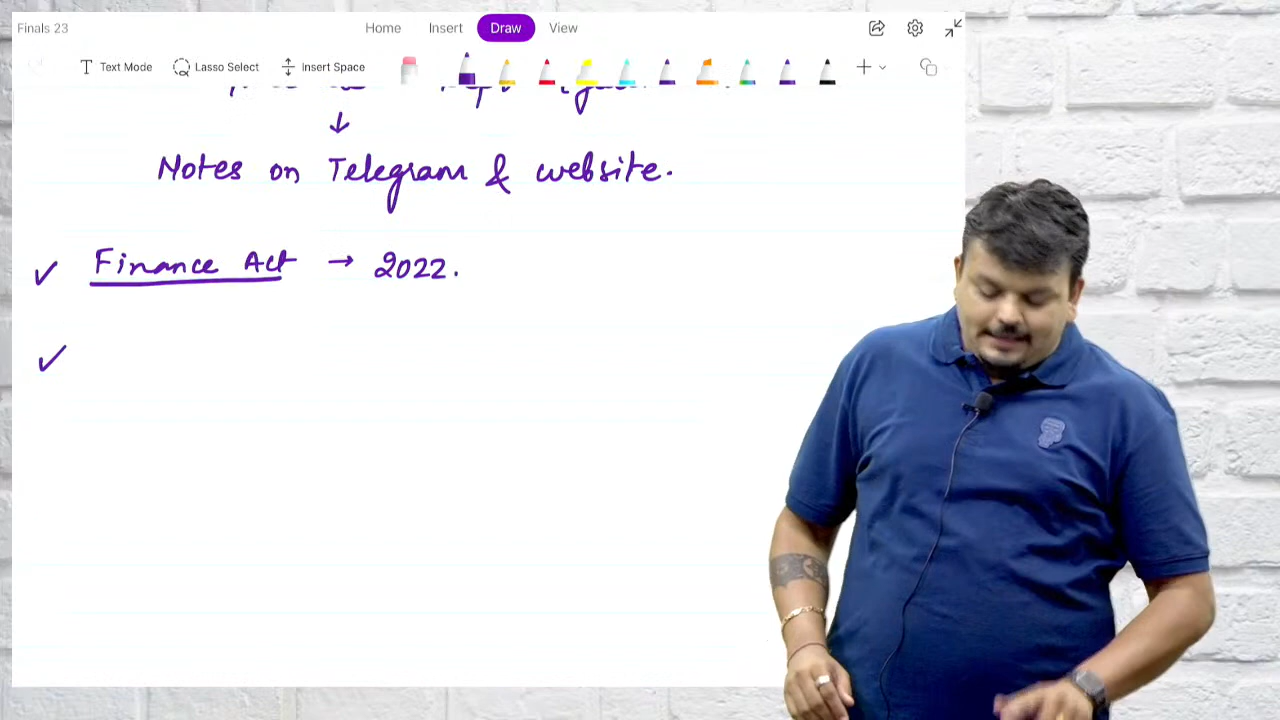 Finals 23
Home Insert Draw View
Text Mode Lasso Select Insert Space
↓
Notes on Telegram & website.
✓ Finance Act → 2022.
✓